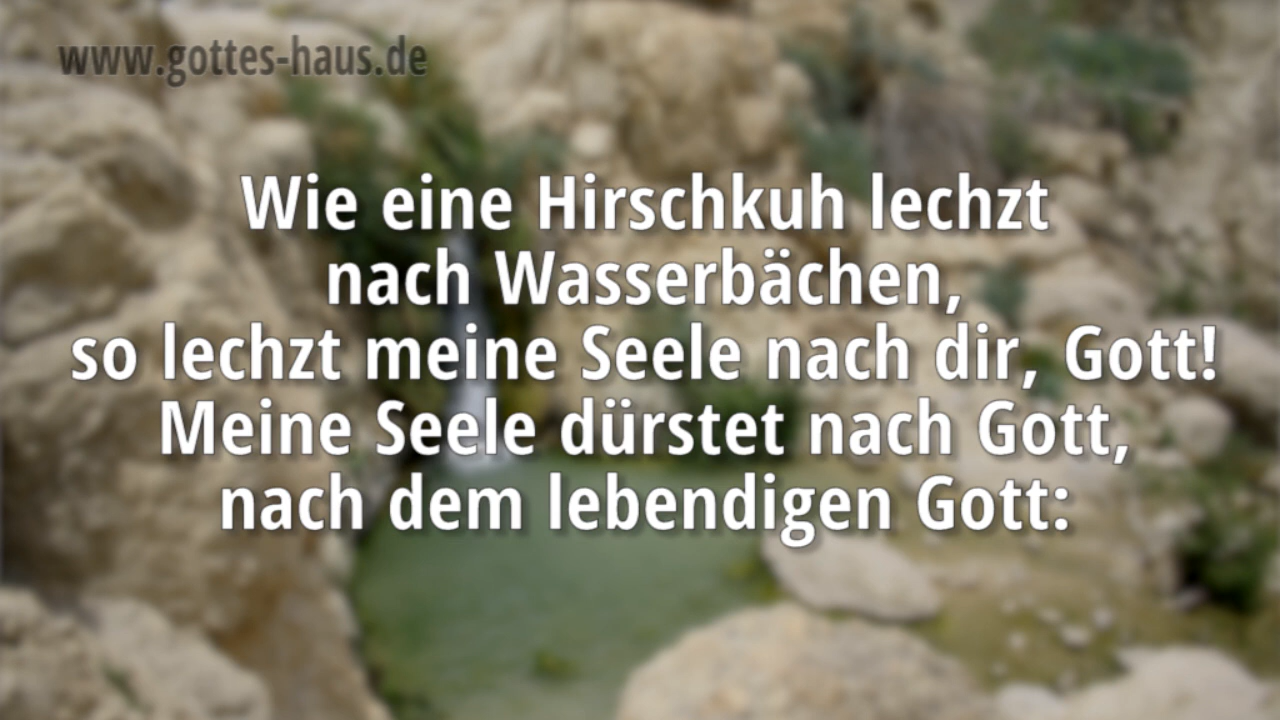 www.gottes-haus.de
Wie eine Hirschkuh lechzt
nach Wasserbächen,
so lechzt meine Seele nach dir, Gott!
Meine Seele dürstet nach Gott,
nach dem lebendigen Gott: